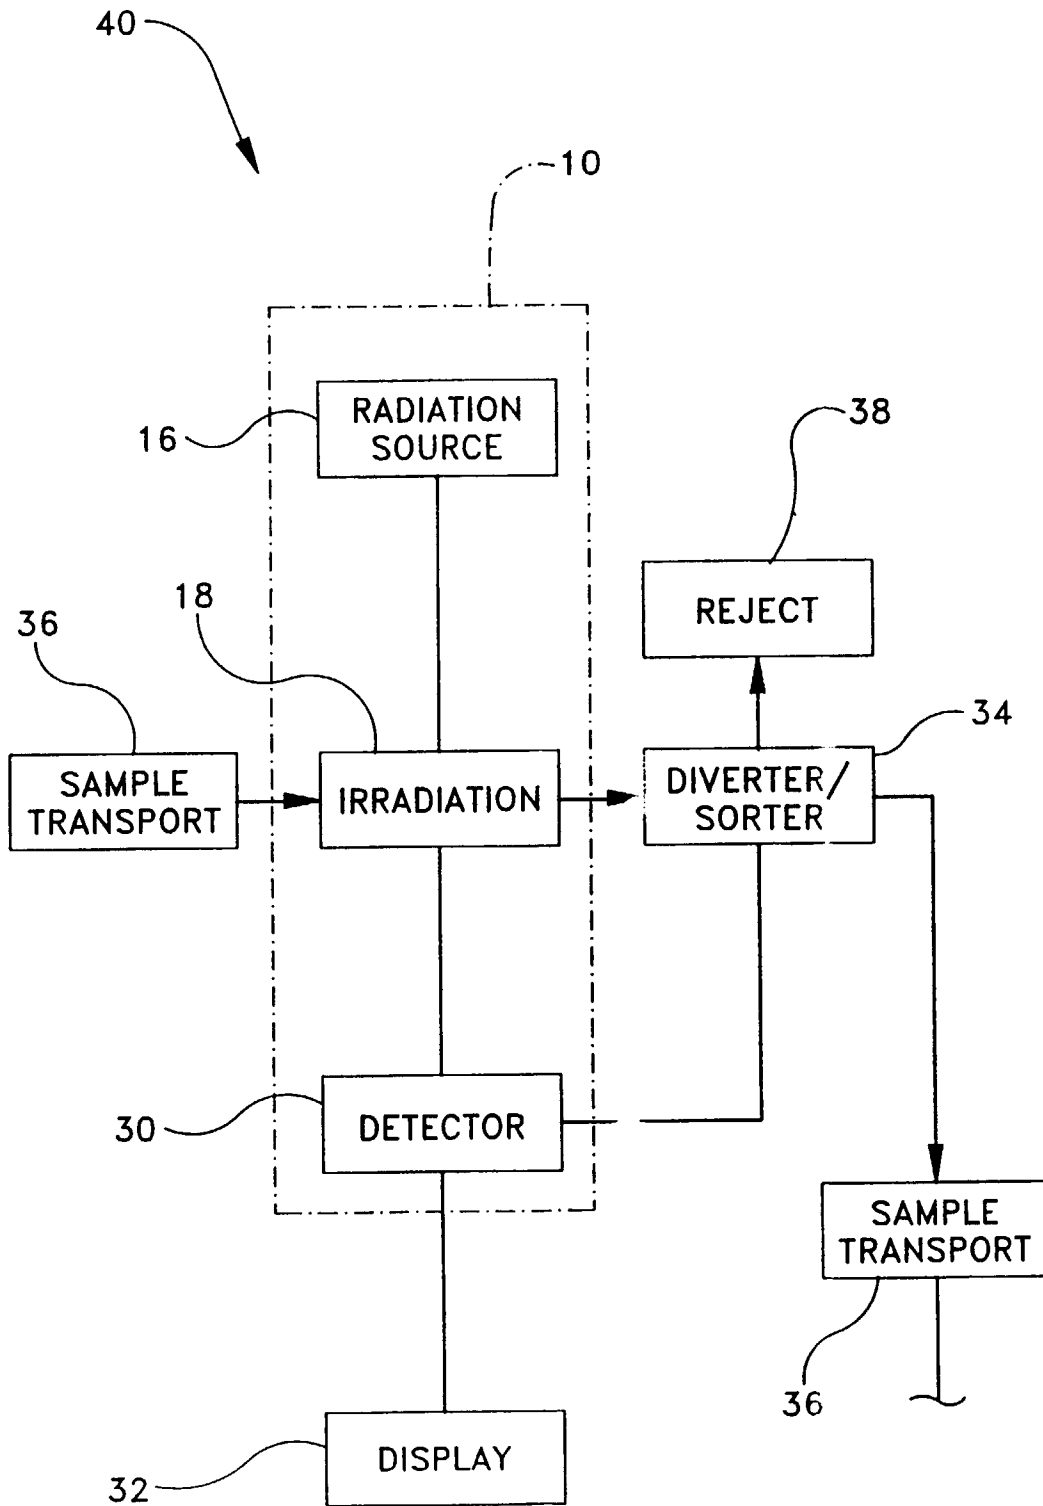 40
10
RADIATION
SOURCE
16
38
REJECT
18
36
34
SAMPLE
TRANSPORT
IRRADIATION
DIVERTER/
SORTER
30
DETECTOR
SAMPLE
TRANSPORT
36
DISPLAY
32